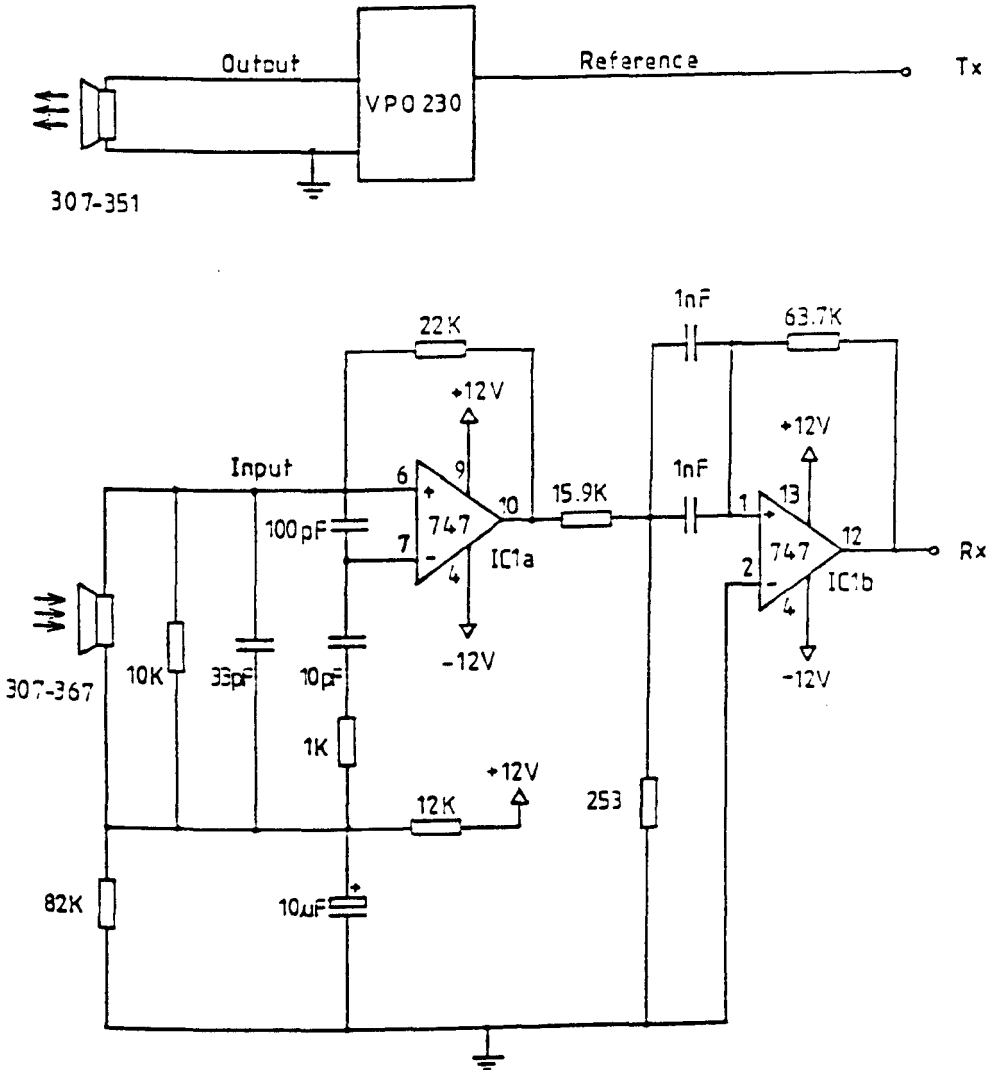 Output
Reference
Tx
VPO 230
307-351
1nF
63.7K
22K
+12V
+12V
Input
6
+
9
100pF
7
-
747
10
4
IC1a
15.9K
1nF
1
+
13
747
12
2
-
4
IC1b
Rx
-12V
-12V
307-367
10K
33pF
10pF
1K
+12V
12K
253
82K
10µF
+